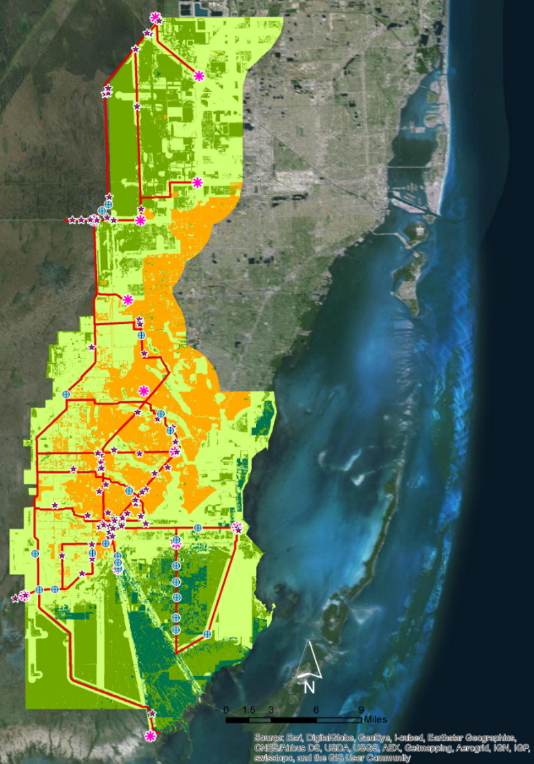 N
0 1.5 3 6 9
Miles
Source: Esri, DigitalGlobe, GeoEye, i-cubed, Earthstar Geographics,
CNES/Airbus DS, USDA, USGS, AEX, Getmapping, Aerogrid, IGN, IGP,
swisstopo, and the GIS User Community